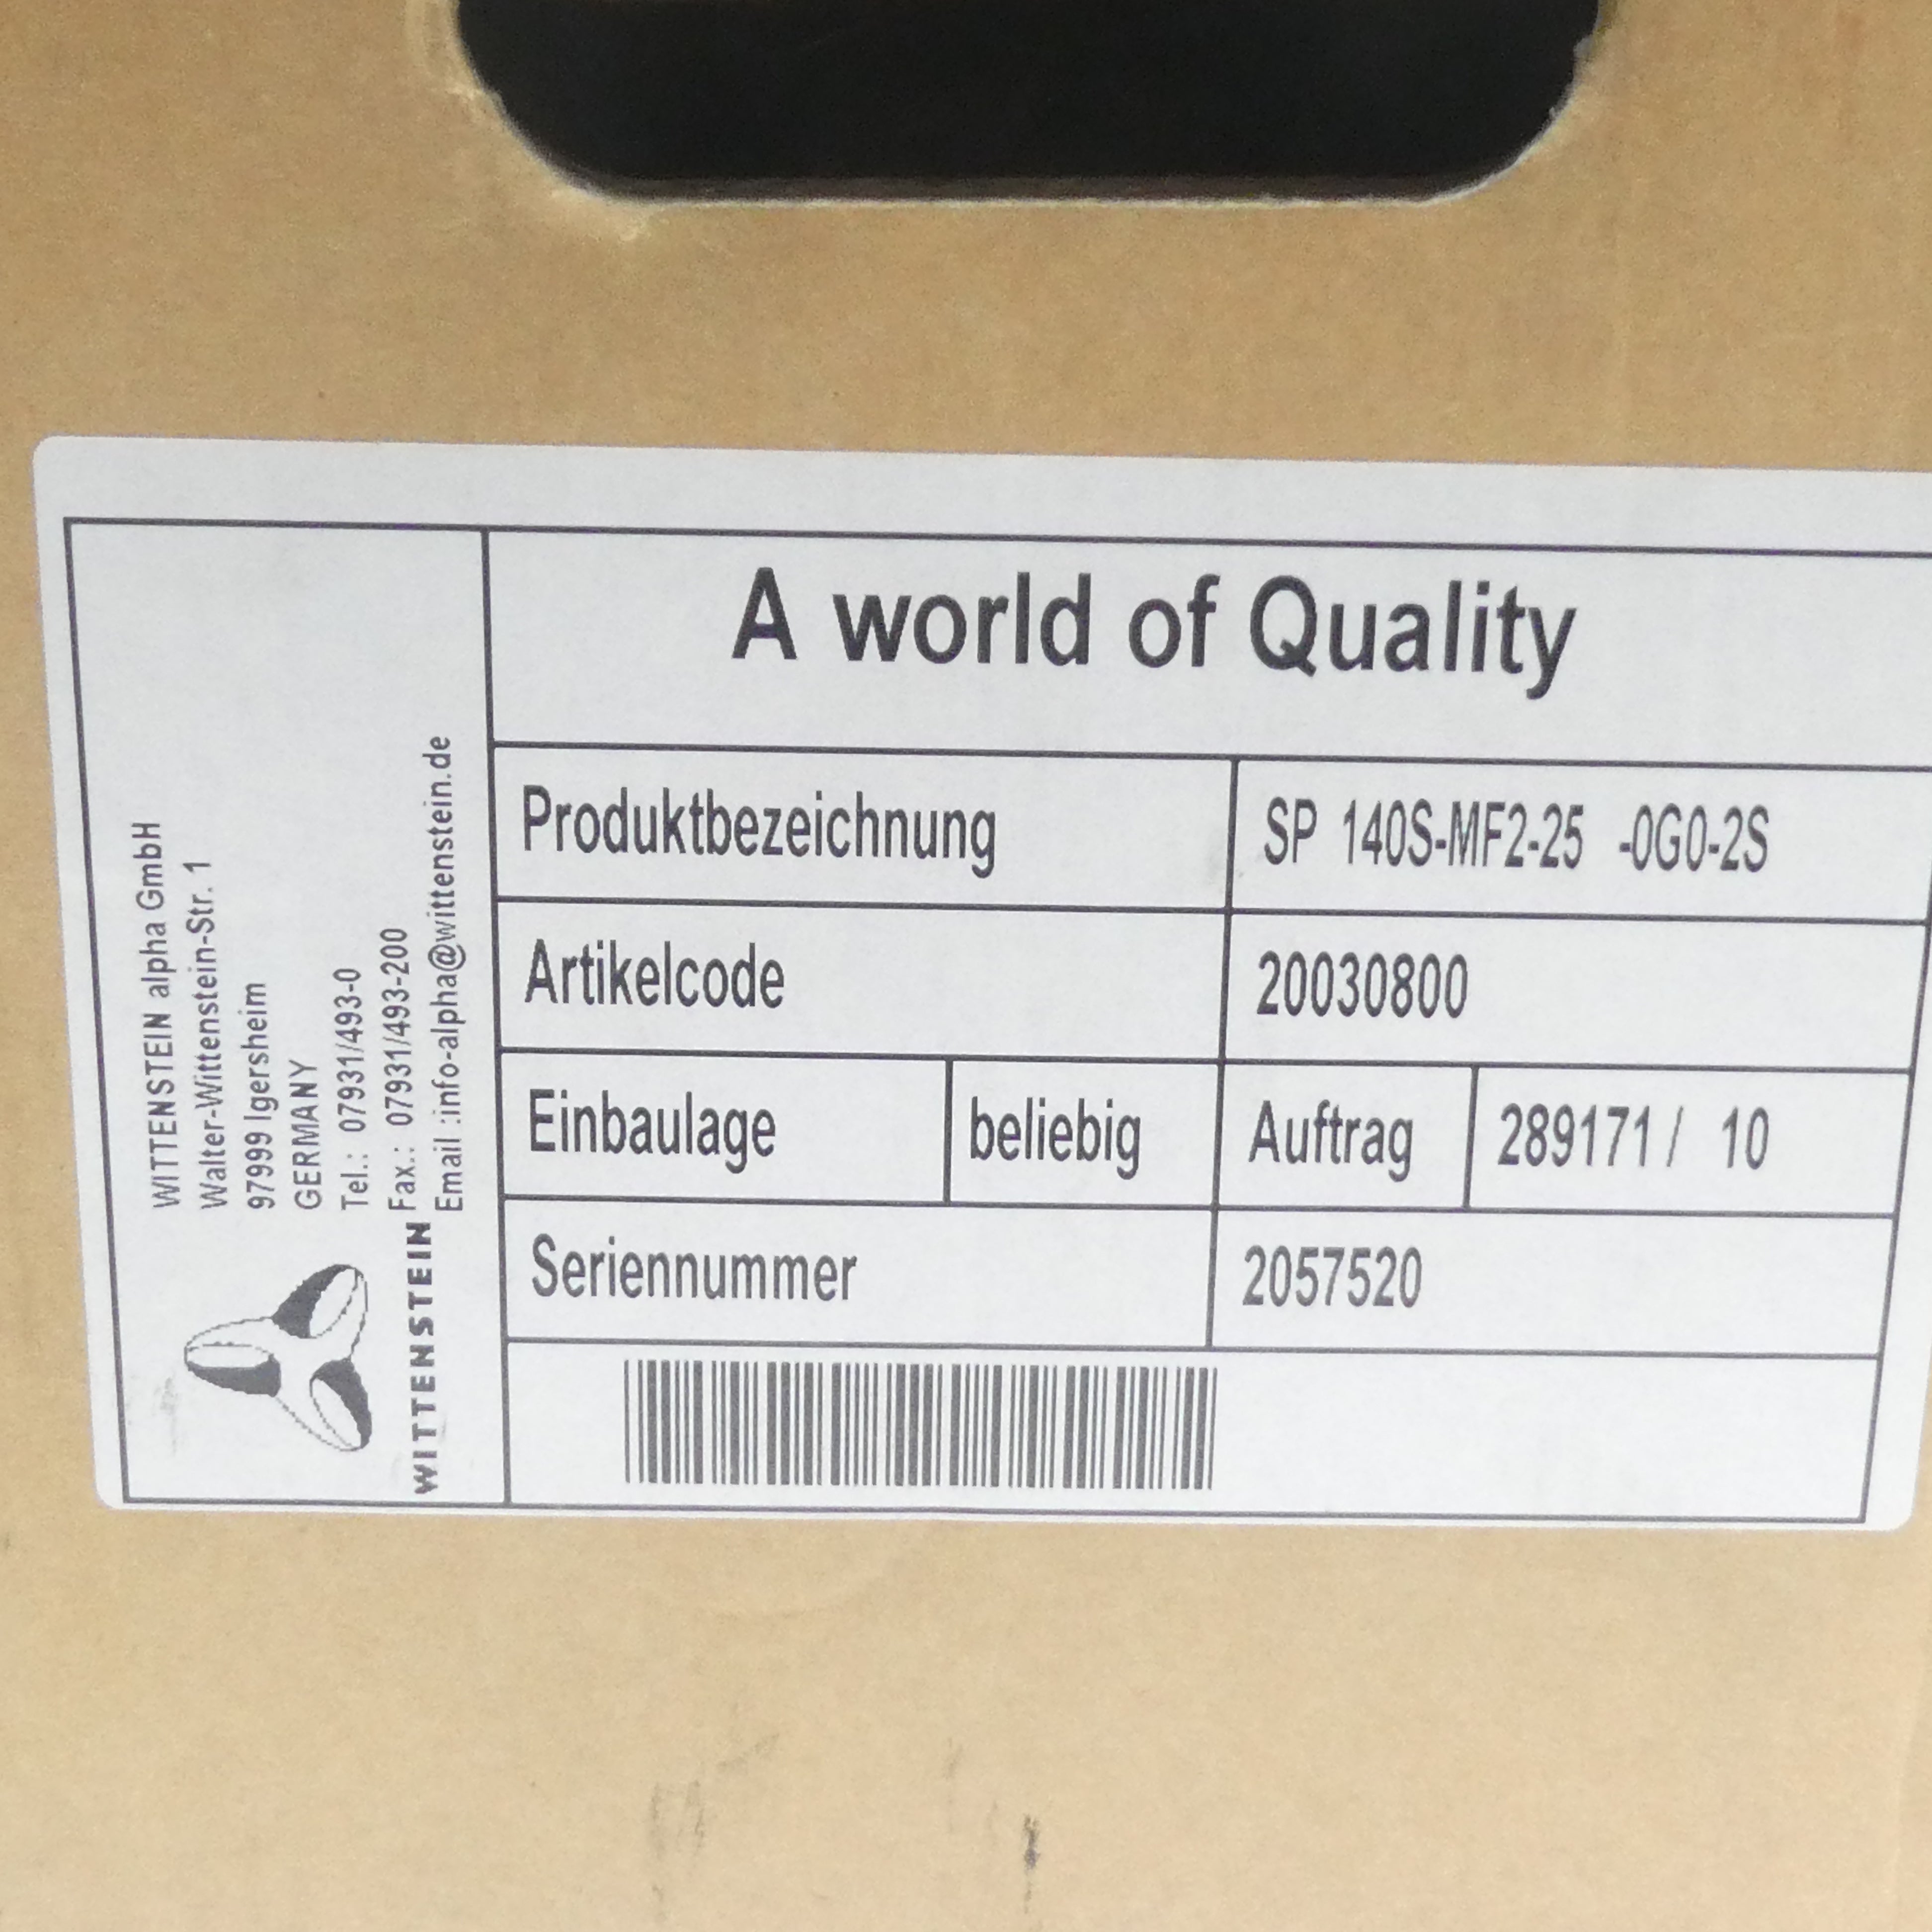 WITTENSTEIN alpha GmbH
Walter-Wittenstein-Str. 1
97999 Igersheim
GERMANY
Tel.: 07931/493-0
Fax.: 07931/493-200
Email :info-alpha@wittenstein.de
WITTENSTEIN
A world of Quality
Produktbezeichnung SP 140S-MF2-25 -0G0-2S
Artikelcode 20030800
Einbaulage beliebig Auftrag 289171 / 10
Seriennummer 2057520